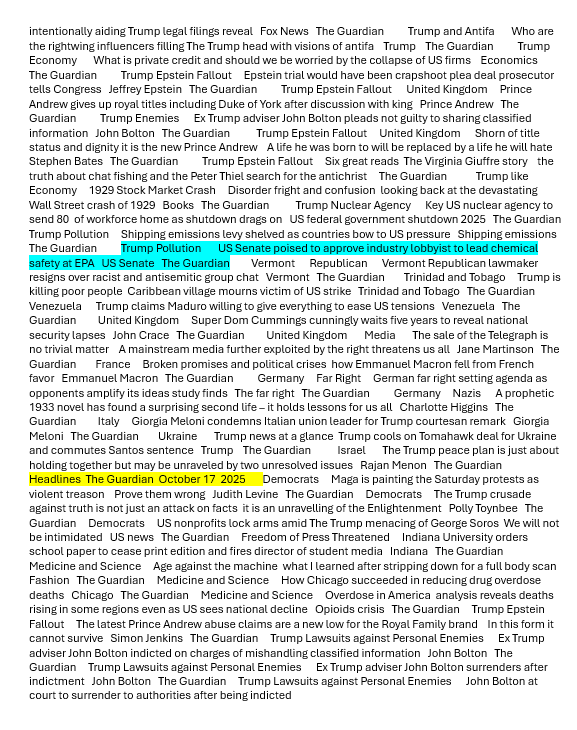 intentionally aiding Trump legal filings reveal   Fox News   The Guardian        Trump and Antifa      Who are
the rightwing influencers filling The Trump head with visions of antifa   Trump   The Guardian        Trump
Economy     What is private credit and should we be worried by the collapse of US firms   Economics
The Guardian        Trump Epstein Fallout    Epstein trial would have been crapshoot plea deal prosecutor
tells Congress   Jeffrey Epstein   The Guardian        Trump Epstein Fallout     United Kingdom    Prince
Andrew gives up royal titles including Duke of York after discussion with king   Prince Andrew   The
Guardian        Trump Enemies     Ex Trump adviser John Bolton pleads not guilty to sharing classified
information   John Bolton   The Guardian        Trump Epstein Fallout    United Kingdom     Shorn of title
status and dignity it is the new Prince Andrew   A life he was born to will be replaced by a life he will hate
Stephen Bates   The Guardian        Trump Epstein Fallout    Six great reads  The Virginia Giuffre story    the
truth about chat fishing and the Peter Thiel search for the antichrist    The Guardian         Trump like
Economy    1929 Stock Market Crash    Disorder fright and confusion  looking back at the devastating
Wall Street crash of 1929   Books   The Guardian        Trump Nuclear Agency     Key US nuclear agency to
send 80  of workforce home as shutdown drags on   US federal government shutdown 2025   The Guardian
Trump Pollution    Shipping emissions levy shelved as countries bow to US pressure   Shipping emissions
The Guardian        Trump Pollution      US Senate poised to approve industry lobbyist to lead chemical
safety at EPA   US Senate   The Guardian       Vermont     Republican     Vermont Republican lawmaker
resigns over racist and antisemitic group chat   Vermont   The Guardian       Trinidad and Tobago    Trump is
killing poor people  Caribbean village mourns victim of US strike   Trinidad and Tobago   The Guardian
Venezuela    Trump claims Maduro willing to give everything to ease US tensions   Venezuela   The
Guardian       United Kingdom    Super Dom Cummings cunningly waits five years to reveal national
security lapses   John Crace   The Guardian       United Kingdom     Media     The sale of the Telegraph is
no trivial matter   A mainstream media further exploited by the right threatens us all   Jane Martinson   The
Guardian      France    Broken promises and political crises  how Emmanuel Macron fell from French
favor   Emmanuel Macron   The Guardian        Germany    Far Right    German far right setting agenda as
opponents amplify its ideas study finds   The far right   The Guardian      Germany    Nazis     A prophetic
1933 novel has found a surprising second life – it holds lessons for us all   Charlotte Higgins   The
Guardian       Italy    Giorgia Meloni condemns Italian union leader for Trump courtesan remark   Giorgia
Meloni   The Guardian      Ukraine     Trump news at a glance  Trump cools on Tomahawk deal for Ukraine
and commutes Santos sentence   Trump   The Guardian          Israel     The Trump peace plan is just about
holding together but may be unraveled by two unresolved issues   Rajan Menon   The Guardian
Headlines  The Guardian  October 17  2025      Democrats    Maga is painting the Saturday protests as
violent treason   Prove them wrong   Judith Levine   The Guardian    Democrats    The Trump crusade
against truth is not just an attack on facts  it is an unravelling of the Enlightenment   Polly Toynbee   The
Guardian    Democrats    US nonprofits lock arms amid The Trump menacing of George Soros  We will not
be intimidated   US news   The Guardian    Freedom of Press Threatened    Indiana University orders
school paper to cease print edition and fires director of student media   Indiana   The Guardian
Medicine and Science    Age against the machine  what I learned after stripping down for a full body scan
Fashion   The Guardian    Medicine and Science    How Chicago succeeded in reducing drug overdose
deaths   Chicago   The Guardian    Medicine and Science    Overdose in America  analysis reveals deaths
rising in some regions even as US sees national decline   Opioids crisis   The Guardian     Trump Epstein
Fallout    The latest Prince Andrew abuse claims are a new low for the Royal Family brand    In this form it
cannot survive   Simon Jenkins   The Guardian    Trump Lawsuits against Personal Enemies     Ex Trump
adviser John Bolton indicted on charges of mishandling classified information   John Bolton   The
Guardian    Trump Lawsuits against Personal Enemies     Ex Trump adviser John Bolton surrenders after
indictment   John Bolton   The Guardian    Trump Lawsuits against Personal Enemies     John Bolton at
court to surrender to authorities after being indicted